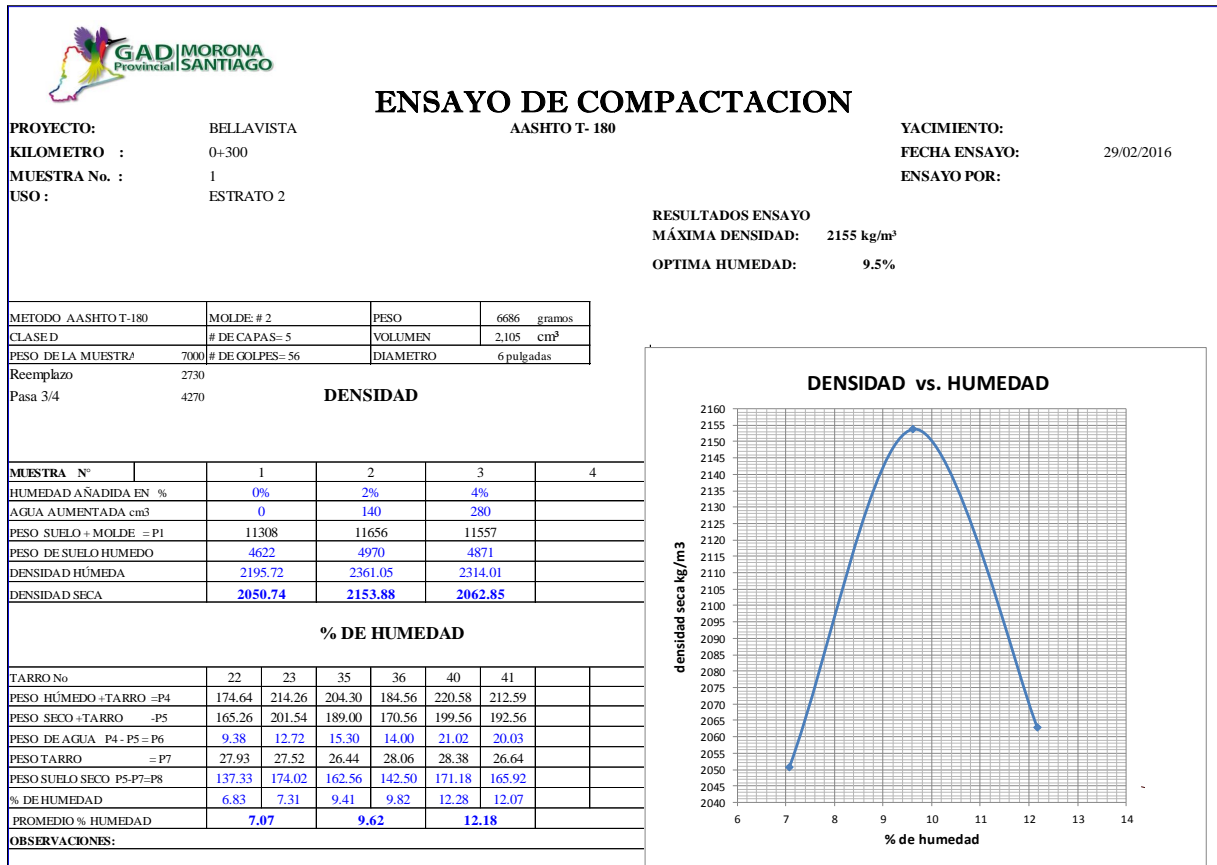 GAD MORONA
Provincial SANTIAGO
ENSAYO DE COMPACTACION
PROYECTO: BELLAVISTA AASHTO T- 180 YACIMIENTO:
KILOMETRO : 0+300 FECHA ENSAYO: 29/02/2016
MUESTRA No. : 1 ENSAYO POR:
USO : ESTRATO 2
RESULTADOS ENSAYO
MÁXIMA DENSIDAD: 2155 kg/m³
OPTIMA HUMEDAD: 9.5%
METODO AASHTO T-180 MOLDE: # 2 PESO 6686 gramos
CLASE D # DE CAPAS= 5 VOLUMEN 2,105 cm³
PESO DE LA MUESTRA 7000 # DE GOLPES= 56 DIAMETRO 6 pulgadas
Reemplazo 2730
Pasa 3/4 4270 DENSIDAD
MUESTRA N° 1 2 3 4
HUMEDAD AÑADIDA EN % 0% 2% 4%
AGUA AUMENTADA cm3 0 140 280
PESO SUELO + MOLDE = P1 11308 11656 11557
PESO DE SUELO HUMEDO 4622 4970 4871
DENSIDAD HÚMEDA 2195.72 2361.05 2314.01
DENSIDAD SECA 2050.74 2153.88 2062.85
% DE HUMEDAD
TARRO No 22 23 35 36 40 41
PESO HÚMEDO +TARRO =P4 174.64 214.26 204.30 184.56 220.58 212.59
PESO SECO +TARRO -P5 165.26 201.54 189.00 170.56 199.56 192.56
PESO DE AGUA P4 - P5 = P6 9.38 12.72 15.30 14.00 21.02 20.03
PESO TARRO = P7 27.93 27.52 26.44 28.06 28.38 26.64
PESO SUELO SECO P5-P7=P8 137.33 174.02 162.56 142.50 171.18 165.92
% DE HUMEDAD 6.83 7.31 9.41 9.82 12.28 12.07
PROMEDIO % HUMEDAD 7.07 9.62 12.18
OBSERVACIONES:
DENSIDAD vs. HUMEDAD
densidad seca kg/m3
2160
2155
2150
2145
2140
2135
2130
2125
2120
2115
2110
2105
2100
2095
2090
2085
2080
2075
2070
2065
2060
2055
2050
2045
2040
6 7 8 9 10 11 12 13 14
% de humedad